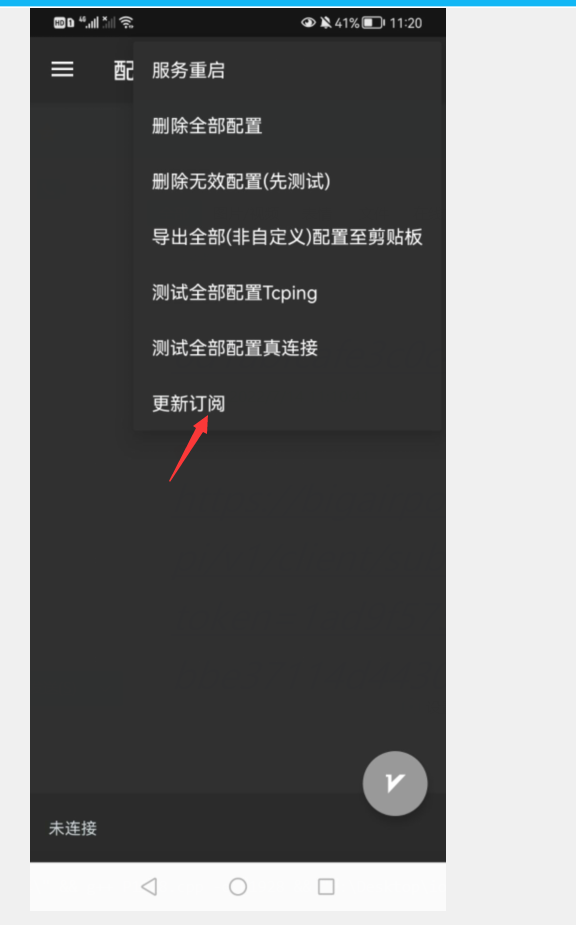 HD 46 41% 11:20
配
服务重启
删除全部配置
删除无效配置(先测试)
导出全部(非自定义)配置至剪贴板
测试全部配置Tcping
测试全部配置真连接
更新订阅
V
未连接